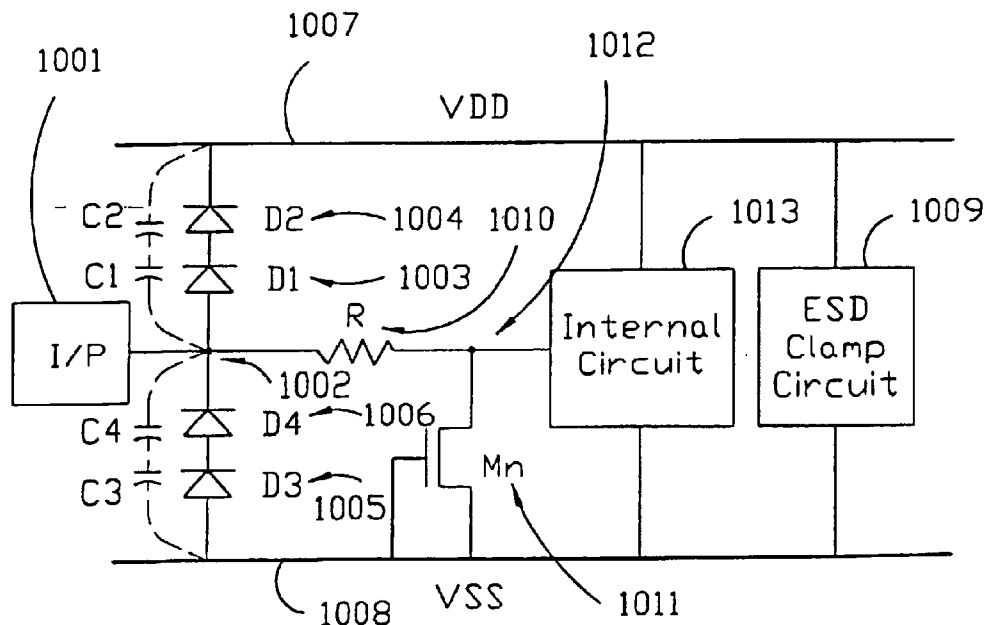 1007
1001
1012
VDD
C2
D2
1004
1010
1013
1009
C1
D1
1003
R
I/P
Internal
Circuit
ESD
Clamp
Circuit
1002
C4
D4
1006
C3
D3
1005
Mn
1008
VSS
1011